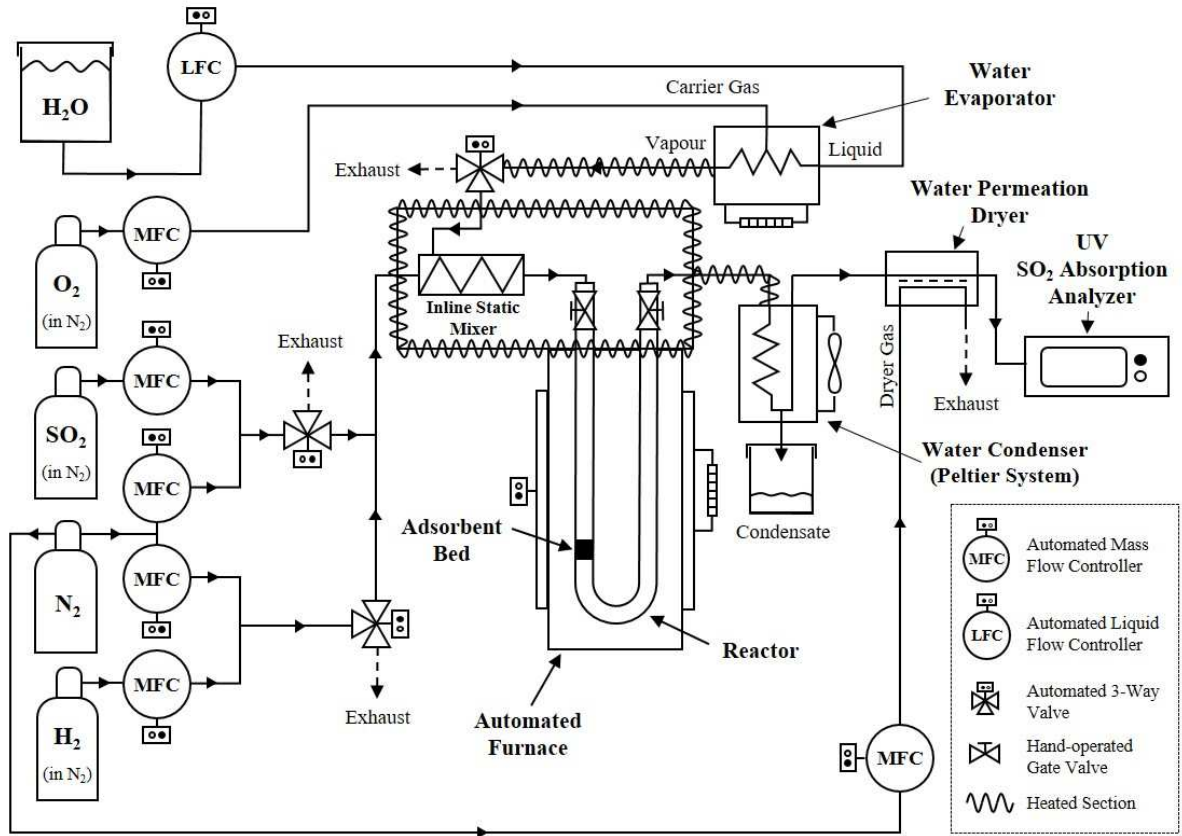 H2O
LFC
Carrier Gas
Water
Evaporator
Vapour
Liquid
Exhaust
Water Permeation
Dryer
UV
SO2 Absorption
Analyzer
O2
(in N2)
MFC
Inline Static
Mixer
Exhaust
SO2
(in N2)
MFC
MFC
Dryer Gas
Exhaust
Water Condenser
(Peltier System)
Condensate
Adsorbent
Bed
N2
MFC
Reactor
H2
(in N2)
MFC
Exhaust
Automated
Furnace
MFC
MFC
Automated Mass
Flow Controller
LFC
Automated Liquid
Flow Controller
Automated 3-Way
Valve
Hand-operated
Gate Valve
Heated Section